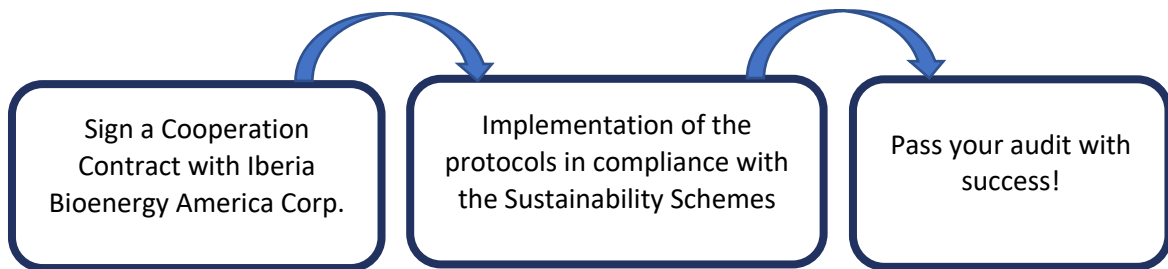 Sign a Cooperation
Contract with Iberia
Bioenergy America Corp.
Implementation of the
protocols in compliance with
the Sustainability Schemes
Pass your audit with
success!